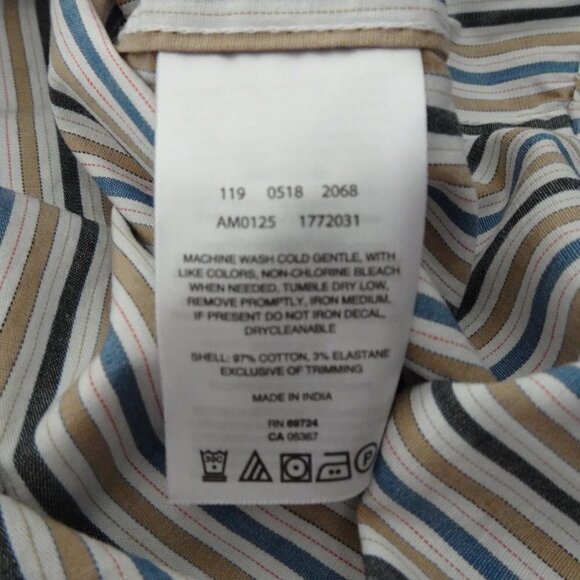 119 0518 2068
AM0125 1772031
MACHINE WASH COLD GENTLE, WITH
LIKE COLORS, NON-CHLORINE BLEACH
WHEN NEEDED, TUMBLE DRY LOW,
REMOVE PROMPTLY, IRON MEDIUM,
IF PRESENT DO NOT IRON DECAL,
DRYCLEANABLE
SHELL: 97% COTTON, 3% ELASTANE
EXCLUSIVE OF TRIMMING
MADE IN INDIA
RN 69724
CA 05367
30C P